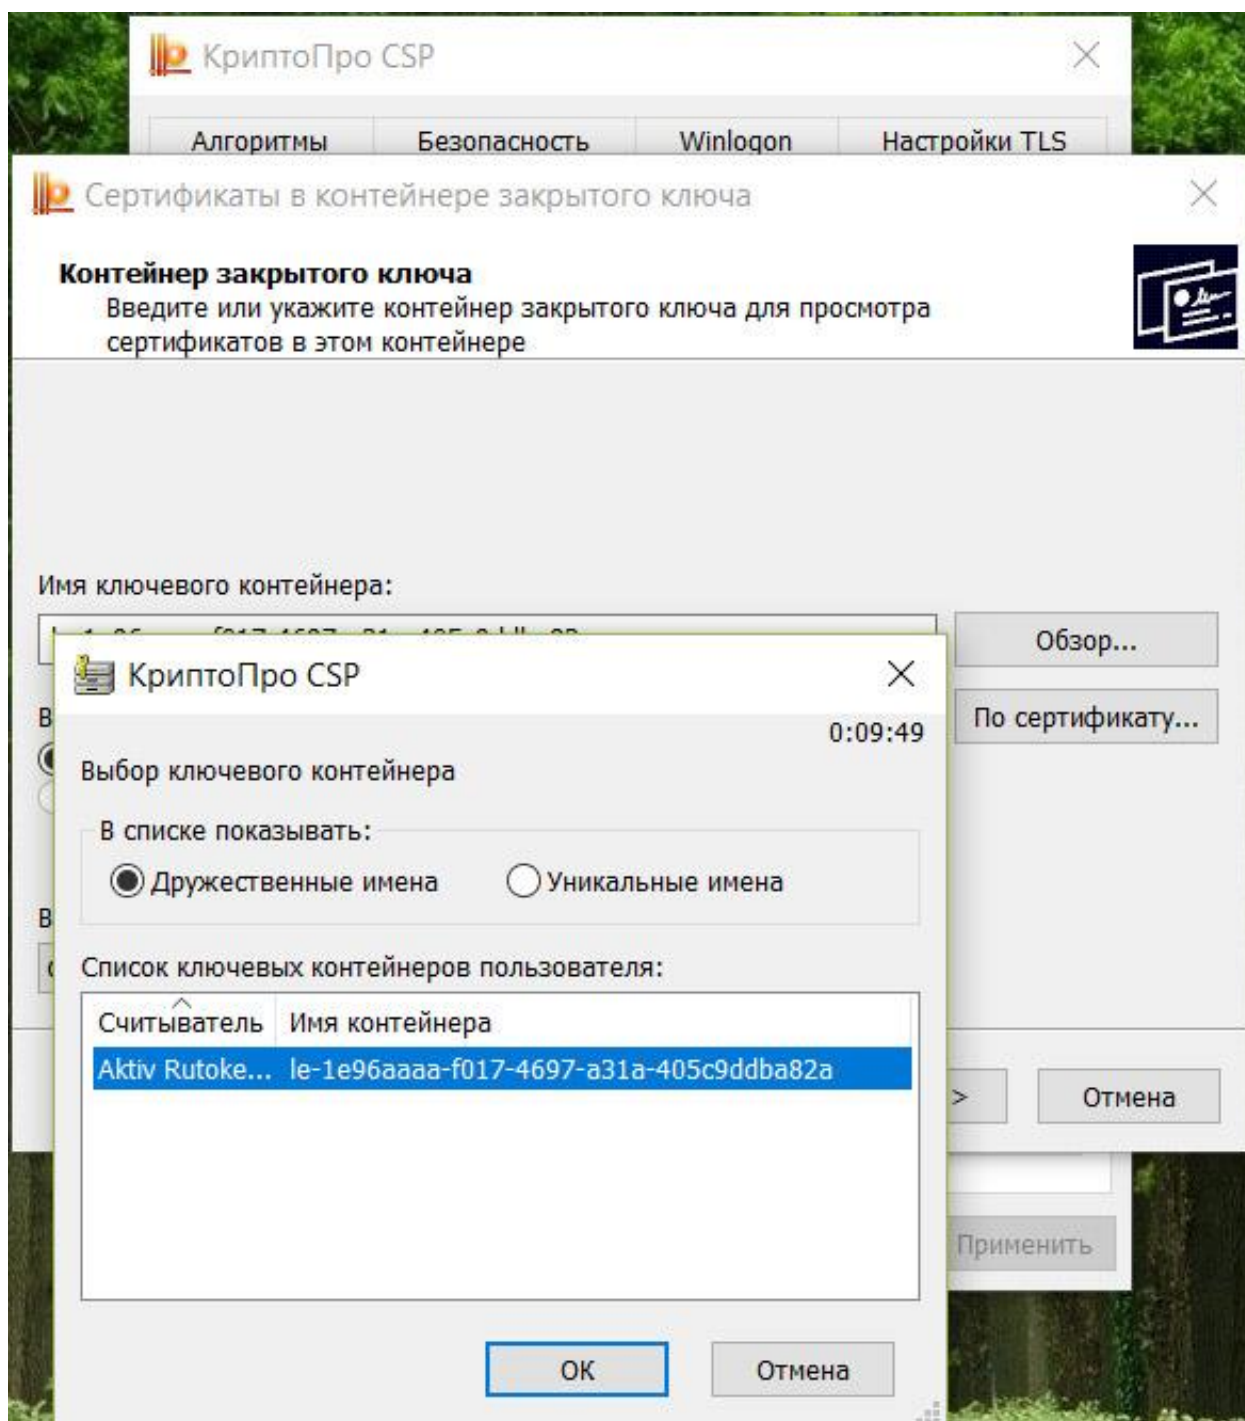 КриптоПро CSP
Алгоритмы Безопасность Winlogon Настройки TLS
Сертификаты в контейнере закрытого ключа
Контейнер закрытого ключа
Введите или укажите контейнер закрытого ключа для просмотра
сертификатов в этом контейнере
Имя ключевого контейнера:
Обзор...
По сертификату...
КриптоПро CSP
0:09:49
Выбор ключевого контейнера
В списке показывать:
Дружественные имена Уникальные имена
Список ключевых контейнеров пользователя:
Считыватель Имя контейнера
Aktiv Rutoke... le-1e96aaaa-f017-4697-a31a-405c9ddba82a
> Отмена
Применить
ОК Отмена